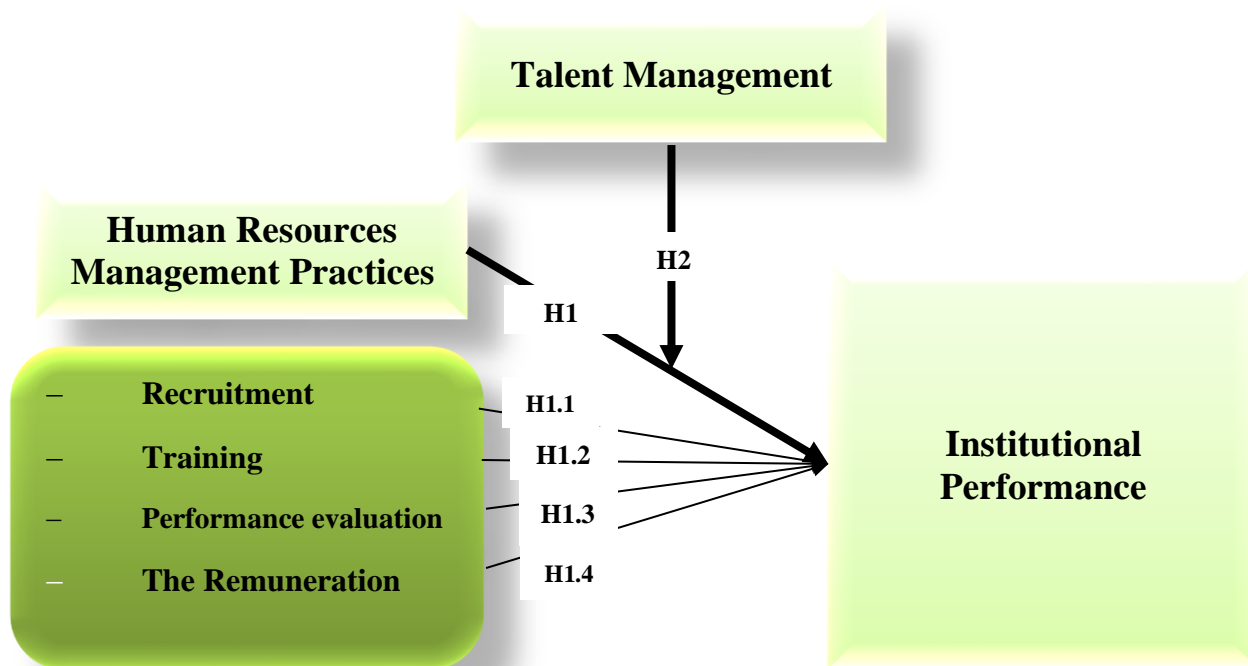 Talent Management
Human Resources
Management Practices
H2
H1
– Recruitment
H1.1
– Training
H1.2
– Performance evaluation
H1.3
– The Remuneration
H1.4
Institutional
Performance